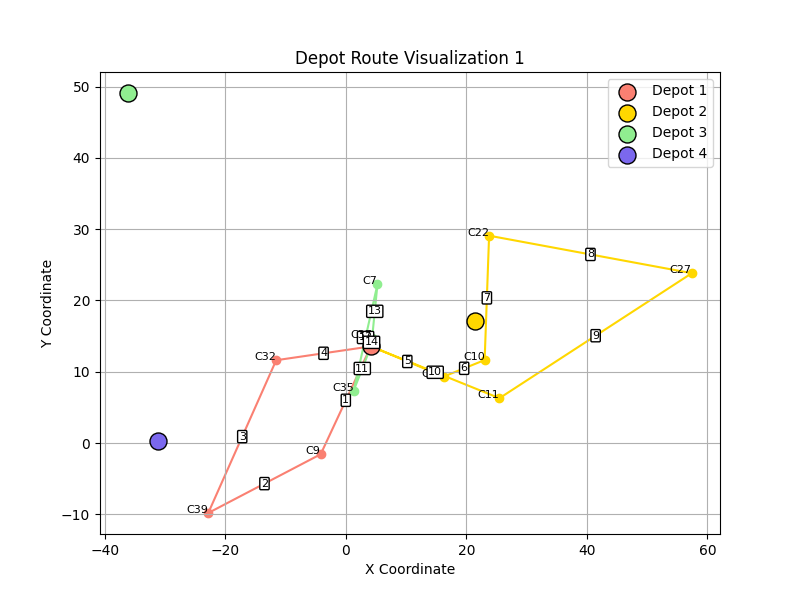 Depot Route Visualization 1
Depot 1
Depot 2
Depot 3
Depot 4
Y Coordinate
50
40
30
20
10
0
−10
C22
8
C27
C7
7
13
9
14
C32
4
5
C10
6
10
11
C35
1
C11
3
C9
2
C39
−40
−20
0
20
40
60
X Coordinate